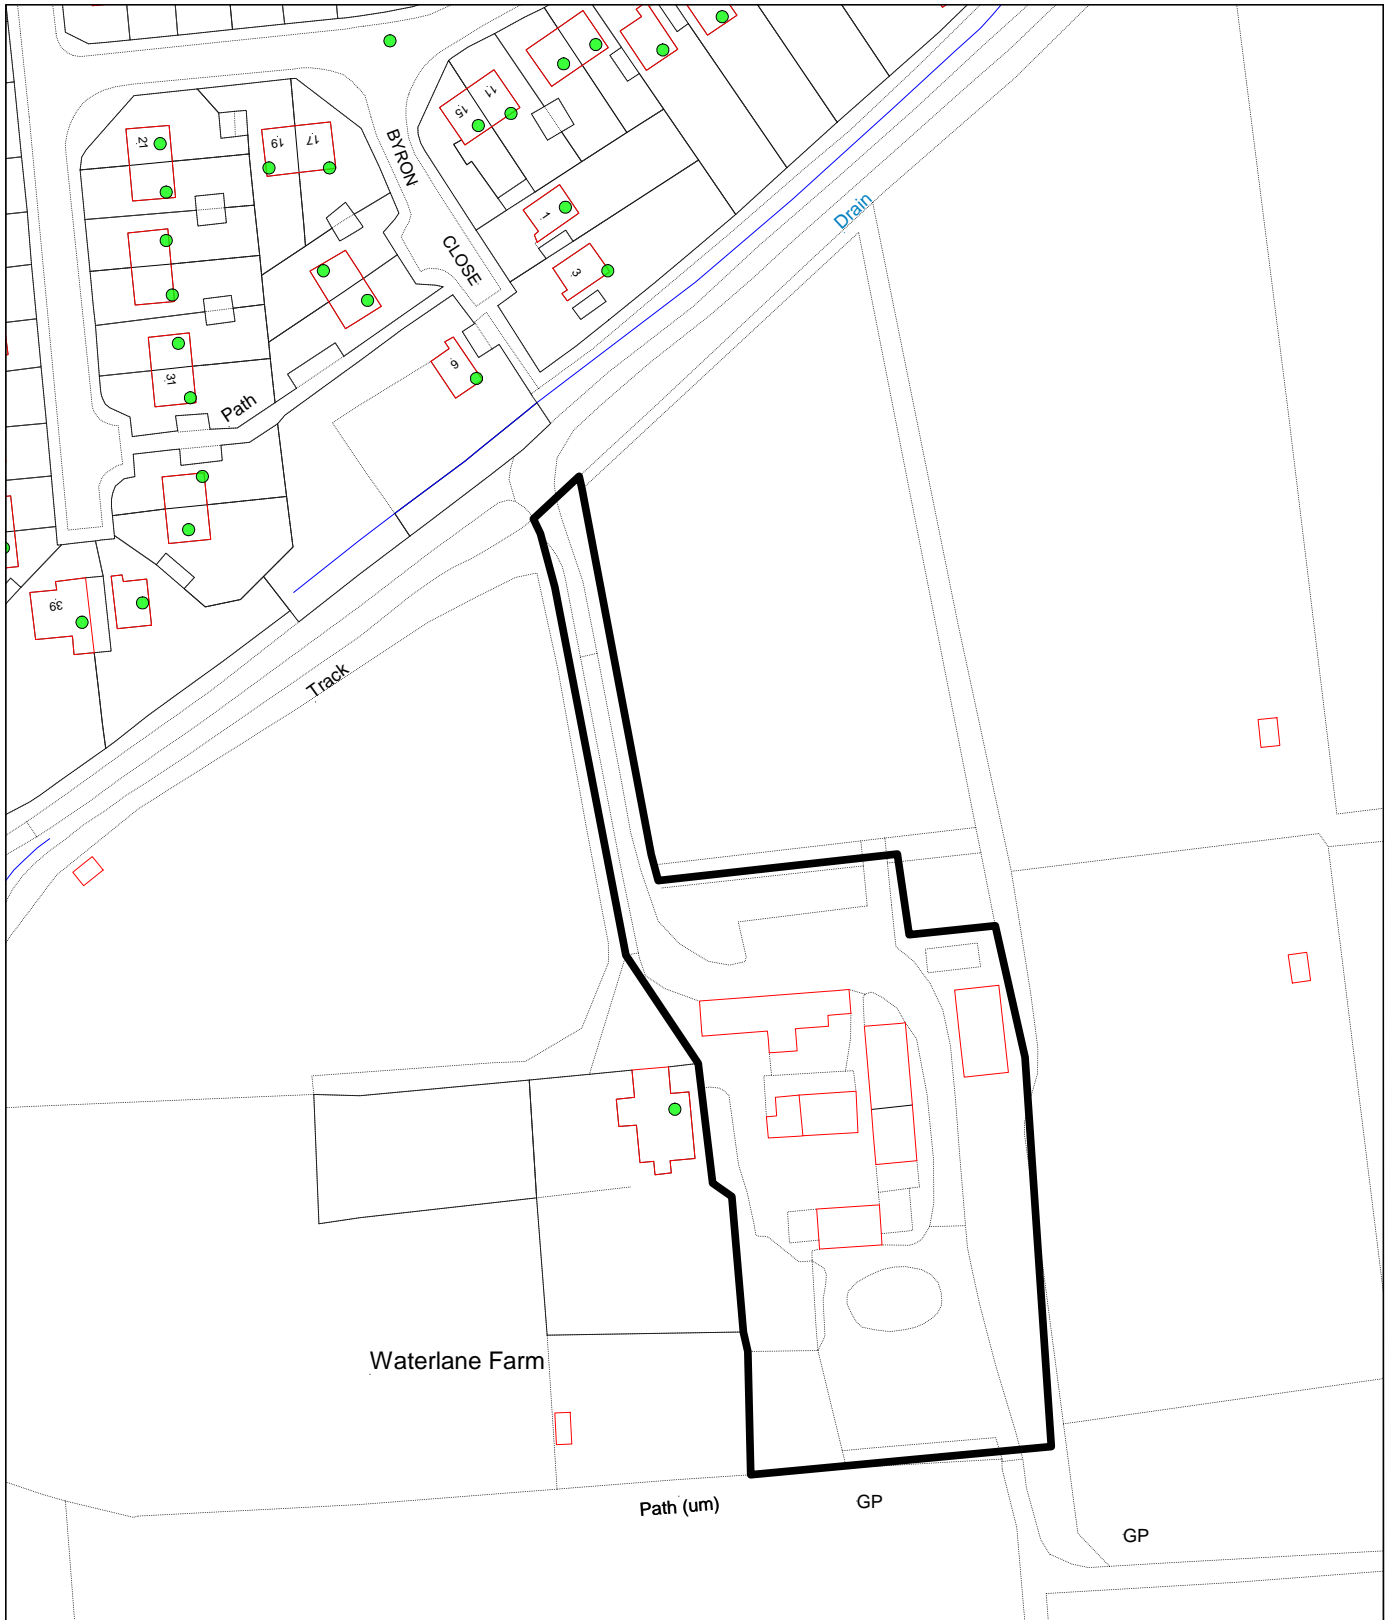 15
11
21
19
17
BYRON
1
Drain
CLOSE
3
9
31
Path
39
Track
Waterlane Farm
Path (um)
GP
GP